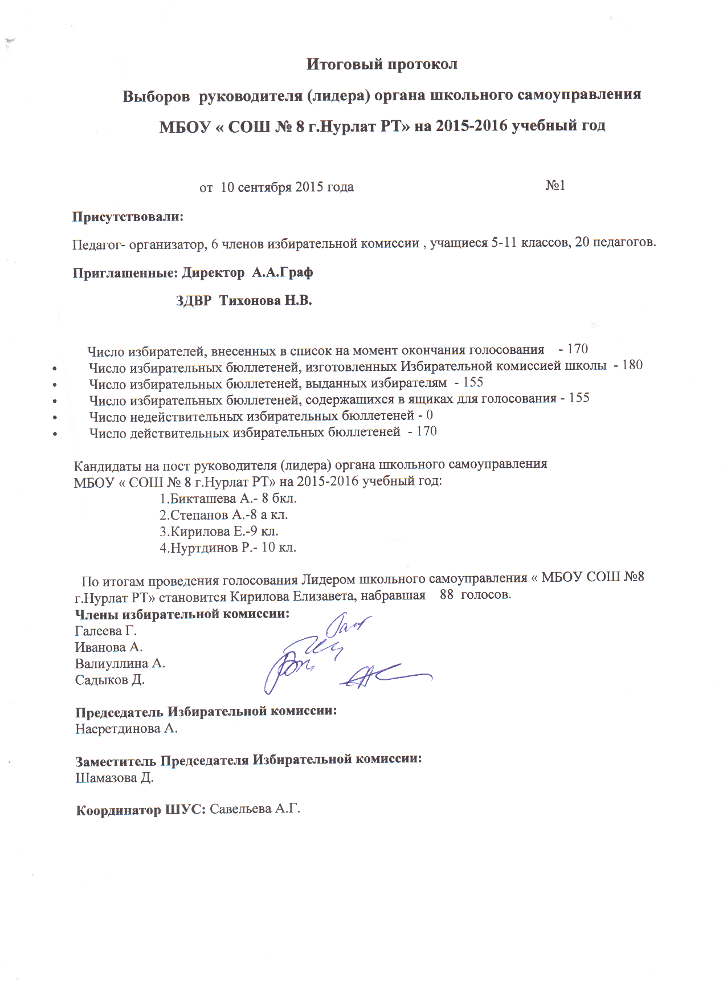 Итоговый протокол
Выборов руководителя (лидера) органа школьного самоуправления
МБОУ « СОШ № 8 г.Нурлат РТ» на 2015-2016 учебный год
от 10 сентября 2015 года №1
Присутствовали:
Педагог- организатор, 6 членов избирательной комиссии , учащиеся 5-11 классов, 20 педагогов.
Приглашенные: Директор А.А.Граф
ЗДВР Тихонова Н.В.
Число избирателей, внесенных в список на момент окончания голосования - 170
• Число избирательных бюллетеней, изготовленных Избирательной комиссией школы - 180
• Число избирательных бюллетеней, выданных избирателям - 155
• Число избирательных бюллетеней, содержащихся в ящиках для голосования - 155
• Число недействительных избирательных бюллетеней - 0
• Число действительных избирательных бюллетеней - 170
Кандидаты на пост руководителя (лидера) органа школьного самоуправления
МБОУ « СОШ № 8 г.Нурлат РТ» на 2015-2016 учебный год:
1.Бикташева А.- 8 бкл.
2.Степанов А.-8 а кл.
3.Кирилова Е.-9 кл.
4.Нуртдинов Р.- 10 кл.
По итогам проведения голосования Лидером школьного самоуправления « МБОУ СОШ №8
г.Нурлат РТ» становится Кирилова Елизавета, набравшая 88 голосов.
Члены избирательной комиссии:
Галеева Г.
Иванова А.
Валиуллина А.
Садыков Д.
Председатель Избирательной комиссии:
Насретдинова А.
Заместитель Председателя Избирательной комиссии:
Шамазова Д.
Координатор ШУС: Савельева А.Г.